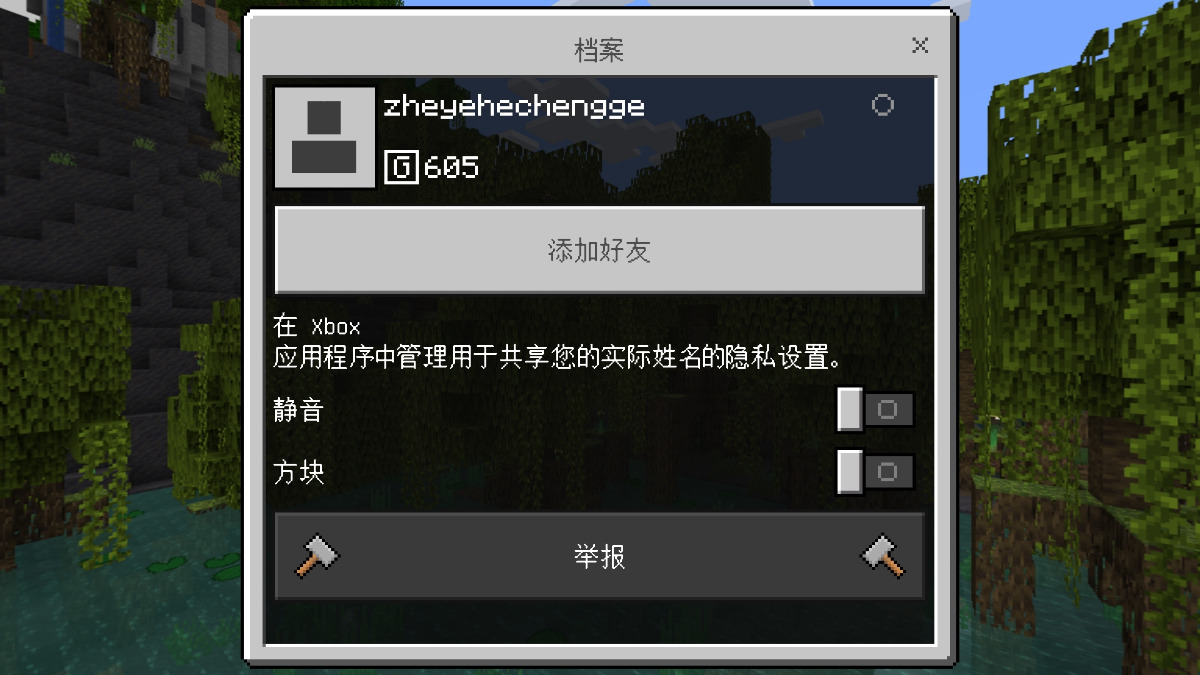 档案
zheyehechengge
G 605
添加好友
在 Xbox
应用程序中管理用于共享您的实际姓名的隐私设置。
静音
方块
举报